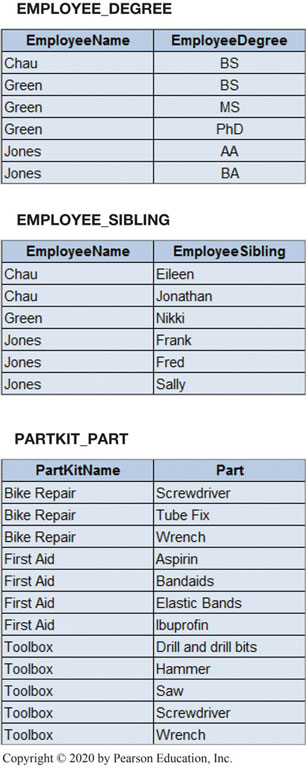 EMPLOYEE_DEGREE
EmployeeName EmployeeDegree
Chau BS
Green BS
Green MS
Green PhD
Jones AA
Jones BA
EMPLOYEE_SIBLING
EmployeeName EmployeeSibling
Chau Eileen
Chau Jonathan
Green Nikki
Jones Frank
Jones Fred
Jones Sally
PARTKIT_PART
PartKitName Part
Bike Repair Screwdriver
Bike Repair Tube Fix
Bike Repair Wrench
First Aid Aspirin
First Aid Bandaids
First Aid Elastic Bands
First Aid Ibuprofin
Toolbox Drill and drill bits
Toolbox Hammer
Toolbox Saw
Toolbox Screwdriver
Toolbox Wrench
Copyright © 2020 by Pearson Education, Inc.